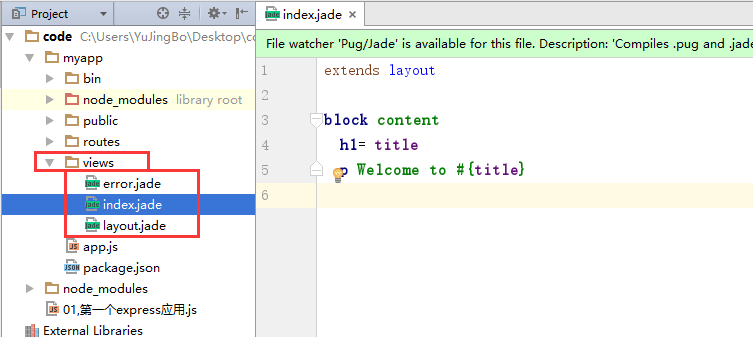 Project
code C:\Users\YuJingBo\Desktop\co
myapp
bin
node_modules library root
public
routes
views
error.jade
index.jade
layout.jade
app.js
package.json
node_modules
01,第一个express应用.js
External Libraries
index.jade
File watcher 'Pug/Jade' is available for this file. Description: 'Compiles .pug and .jade
1 extends layout
2
3 block content
4 h1= title
5 p Welcome to #{title}
6